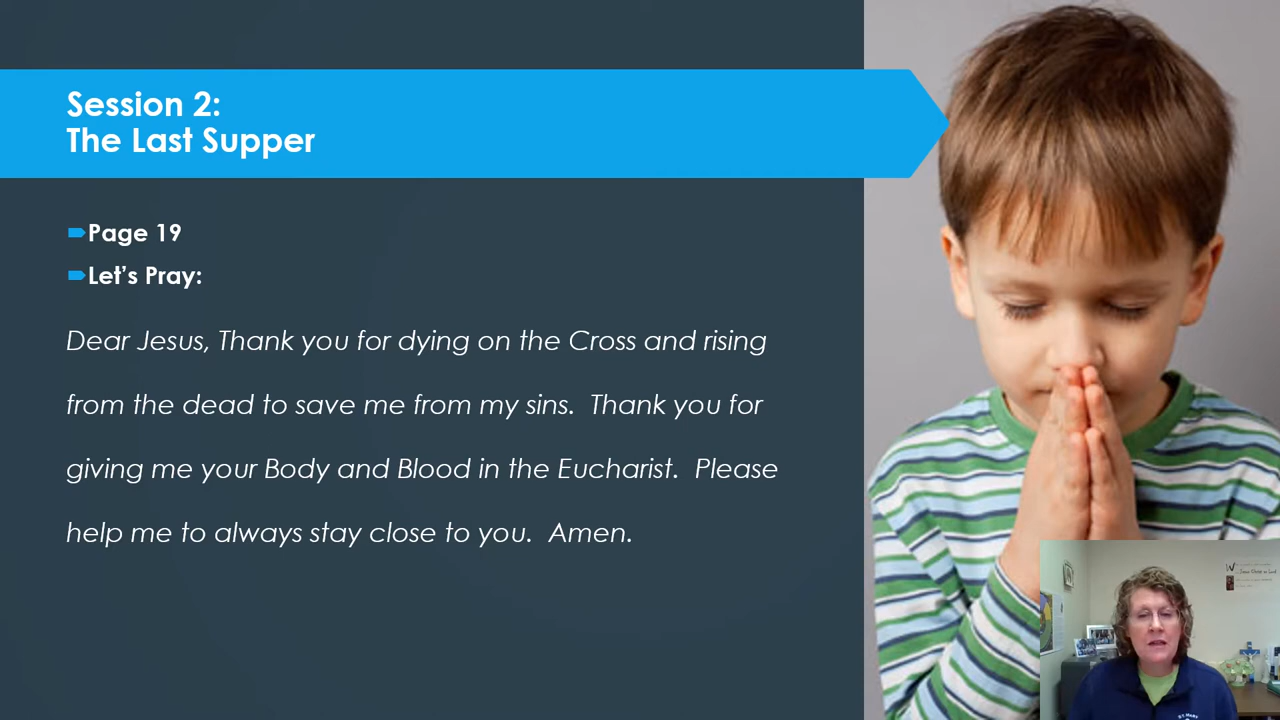 Session 2:
The Last Supper
Page 19
Let's Pray:
Dear Jesus, Thank you for dying on the Cross and rising
from the dead to save me from my sins.  Thank you for
giving me your Body and Blood in the Eucharist.  Please
help me to always stay close to you.  Amen.
ST. MARY